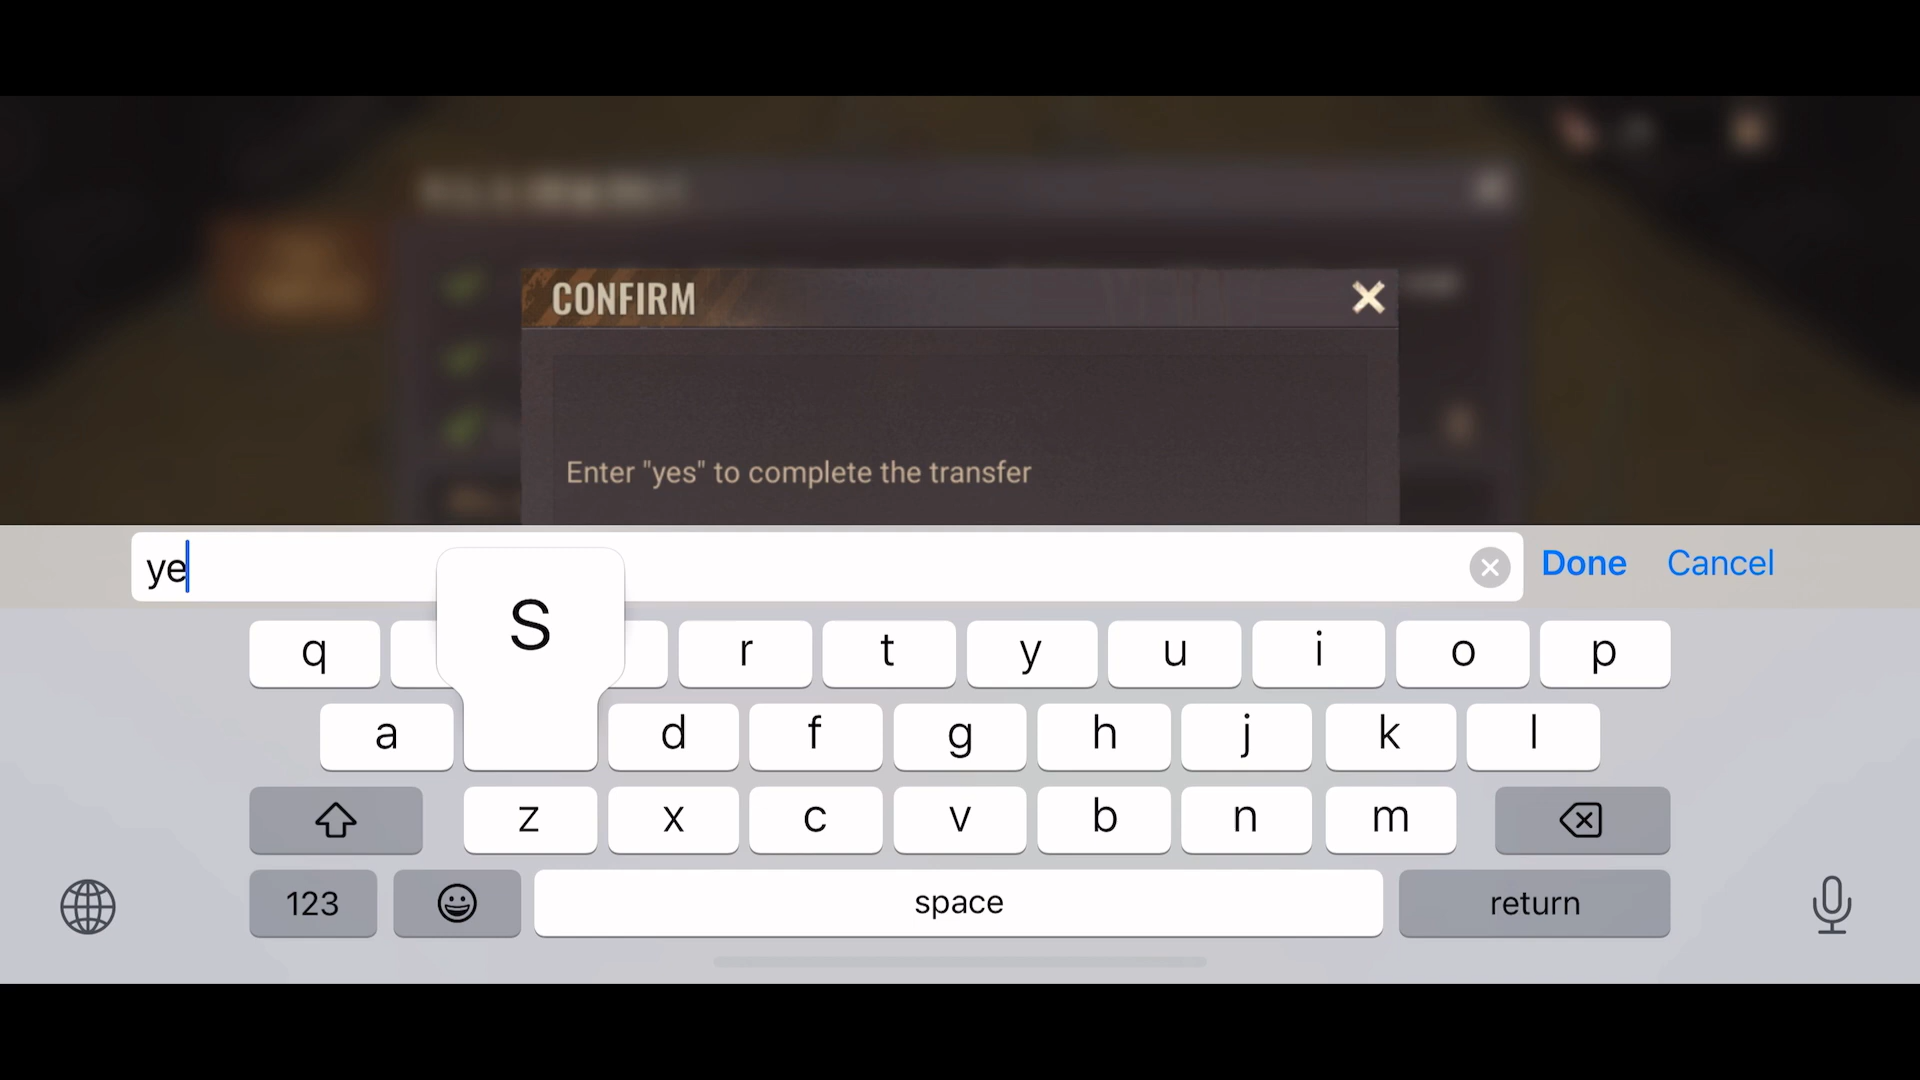 CONFIRM
Enter "yes" to complete the transfer
ye
Done
Cancel
S
q
r
t
y
u
i
o
p
a
d
f
g
h
j
k
l
z
x
c
v
b
n
m
123
space
return